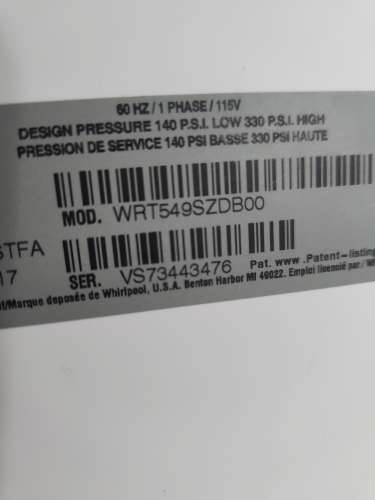 60 HZ / 1 PHASE / 115V
DESIGN PRESSURE 140 P.S.I. LOW 330 P.S.I. HIGH
PRESSION DE SERVICE 140 PSI BASSE 330 PSI HAUTE
MOD. WRT549SZDB00
STFA
17
SER. VS73443476
Pat. www .Patent-listing
t/Marque deposée de Whirlpool, U.S.A. Benton Harbor MI 49022. Emploi licencié par:/W